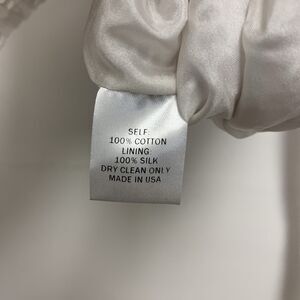 SELF:
100% COTTON
LINING
100% SILK
DRY CLEAN ONLY
MADE IN USA